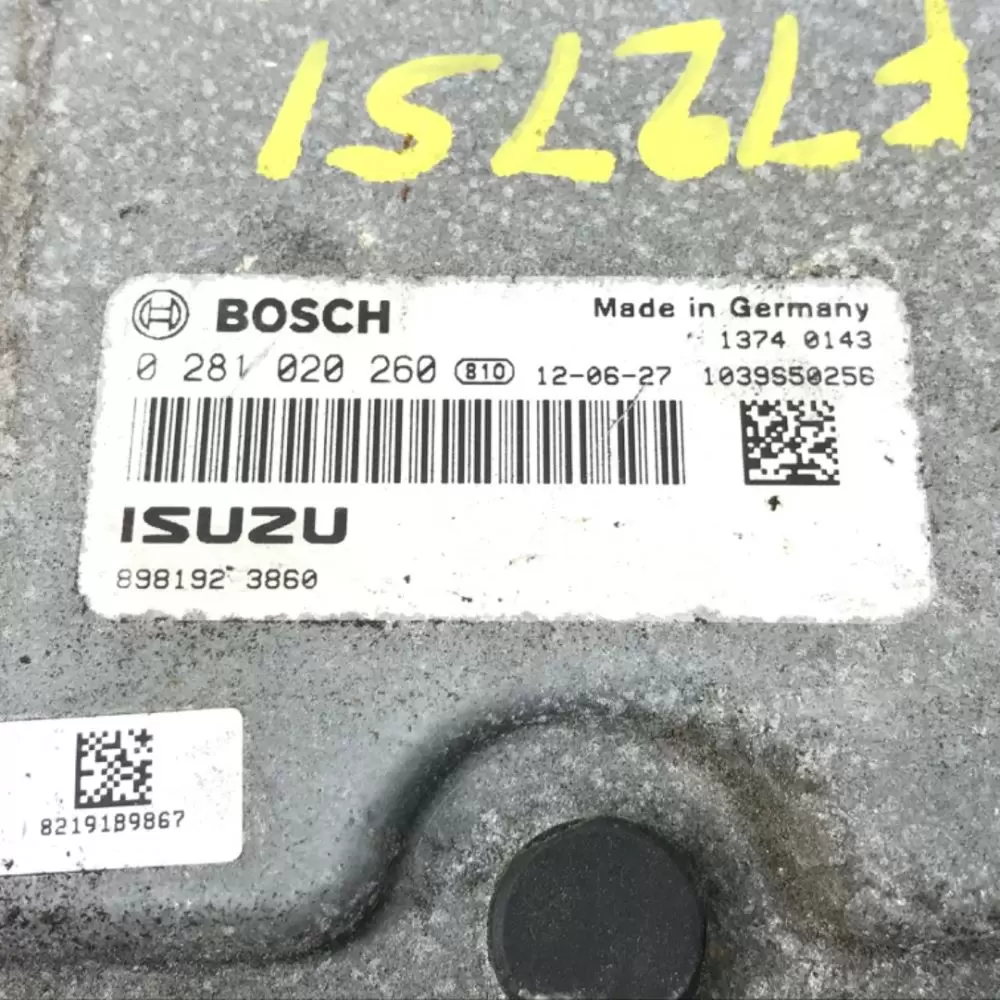 BOSCH Made in Germany
1374 0143
0 281 020 260 810 12-06-27 1039S50256
ISUZU
898192 3860
8219189867